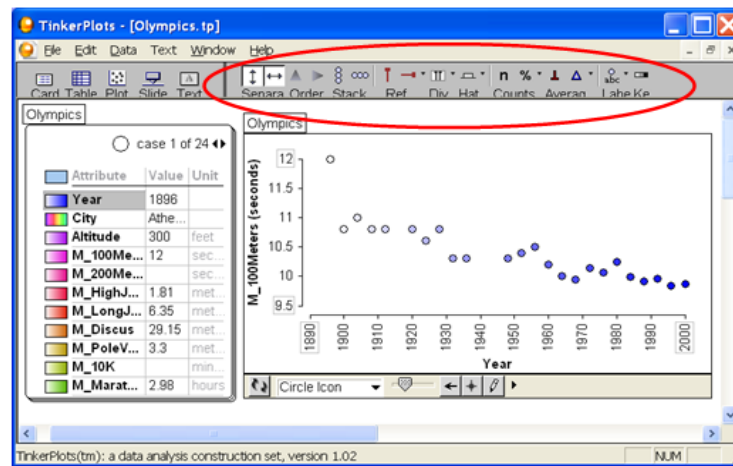 TinkerPlots - [Olympics.tp]
File Edit Data Text Window Help
Card Table Plot Slide Text Separa Order Stack Ref. Div Hat Counts Averag Labe Ke
n %
abc
Olympics
case 1 of 24
Attribute Value Unit
Year 1896
City Athe...
Altitude 300 feet
M_100Me... 12 sec...
M_200Me... sec...
M_HighJ... 1.81 met...
M_LongJ... 6.35 met...
M_Discus 29.15 met...
M_PoleV... 3.3 met...
M_10K min...
M_Marat... 2.98 hours
Olympics
M_100Meters (seconds)
12
11.5
11
10.5
10
9.5
1890 1900 1910 1920 1930 1940 1950 1960 1970 1980 1990 2000
Year
Circle Icon
TinkerPlots(tm): a data analysis construction set, version 1.02 NUM